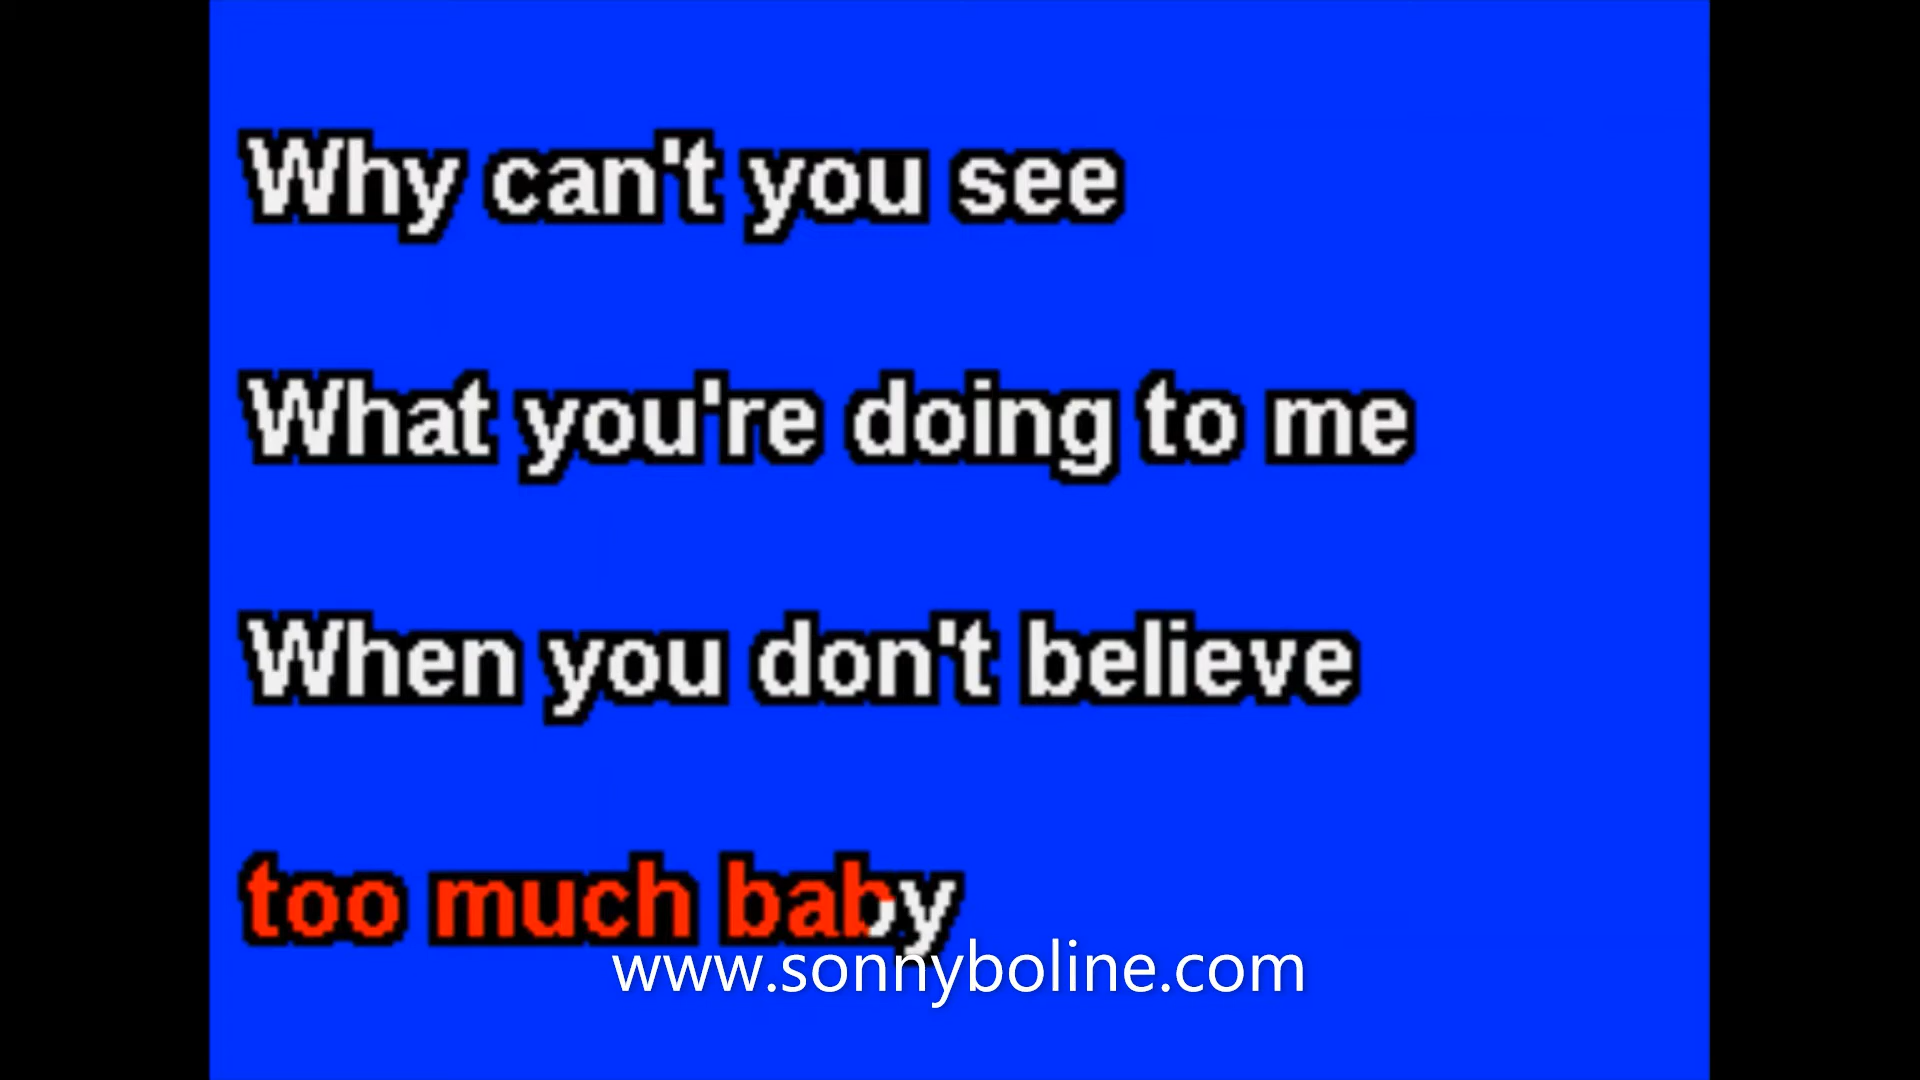 Why can't you see
What you're doing to me
When you don't believe
too much baby
www.sonnyboline.com